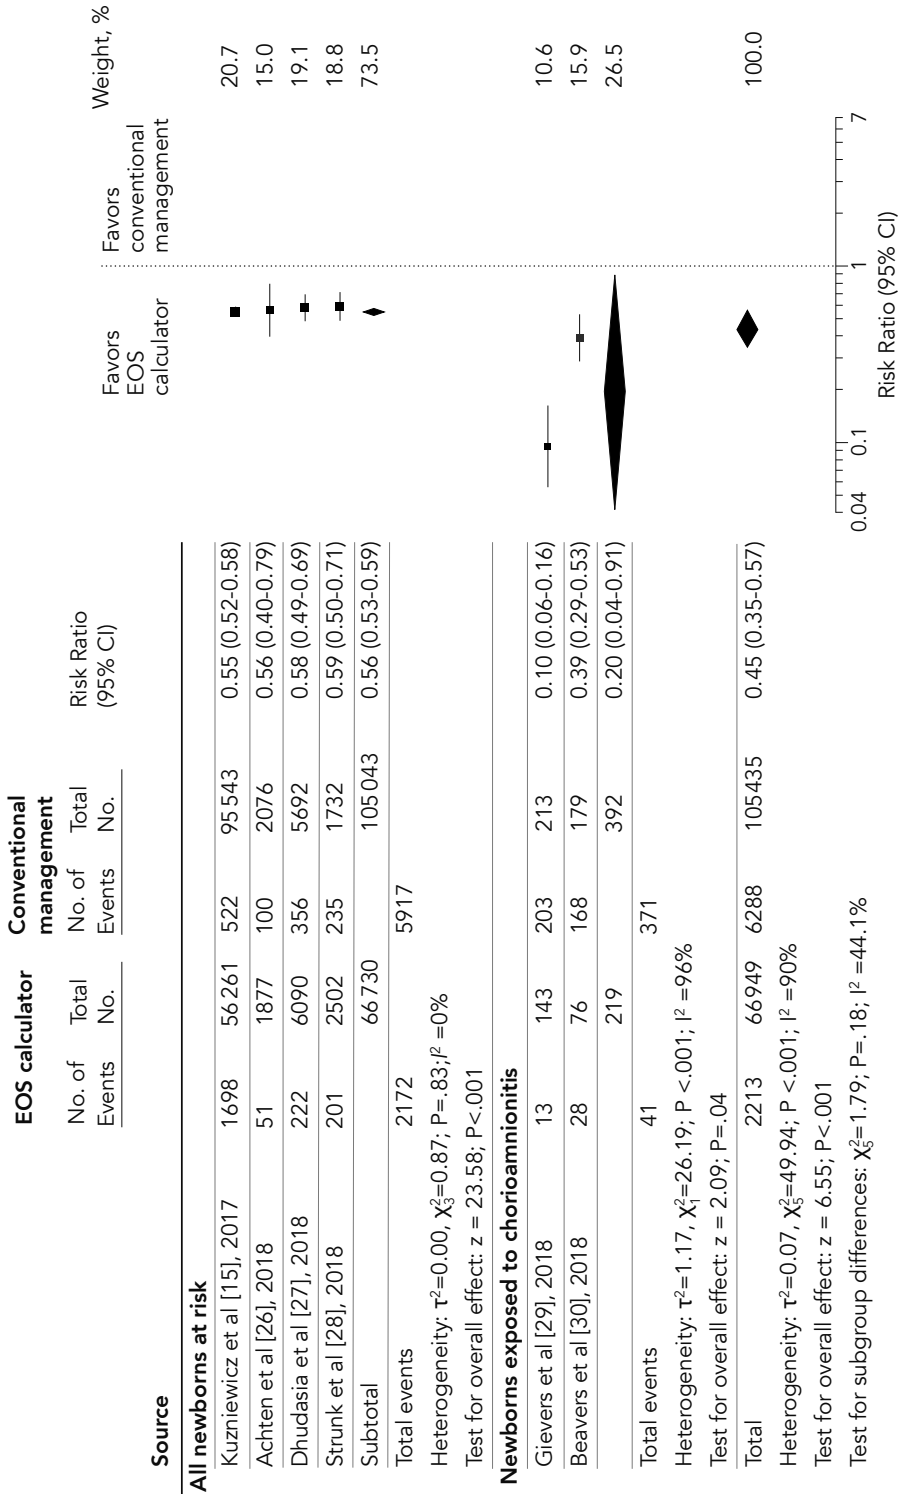 EOS calculator Conventional management
Source No. of Events Total No. No. of Events Total No. Risk Ratio (95% CI) Favors EOS calculator Favors conventional management Weight, %
All newborns at risk
Kuzniewicz et al [15], 2017 1698 56 261 522 95 543 0.55 (0.52-0.58) 20.7
Achten et al [26], 2018 51 1877 100 2076 0.56 (0.40-0.79) 15.0
Dhudasia et al [27], 2018 222 6090 356 5692 0.58 (0.49-0.69) 19.1
Strunk et al [28], 2018 201 2502 235 1732 0.59 (0.50-0.71) 18.8
Subtotal 66 730 105 043 0.56 (0.53-0.59) 73.5
Total events 2172 5917
Heterogeneity: τ²=0.00, χ²₃=0.87; P=.83;I² =0%
Test for overall effect: z = 23.58; P<.001
Newborns exposed to chorioamnionitis
Gievers et al [29], 2018 13 143 203 213 0.10 (0.06-0.16) 10.6
Beavers et al [30], 2018 28 76 168 179 0.39 (0.29-0.53) 15.9
219 392 0.20 (0.04-0.91) 26.5
Total events 41 371
Heterogeneity: τ²=1.17, χ²₁=26.19; P <.001; I² =96%
Test for overall effect: z = 2.09; P=.04
Total 2213 66 949 6288 105 435 0.45 (0.35-0.57) 100.0
Heterogeneity: τ²=0.07, χ²₅=49.94; P <.001; I² =90%
Test for overall effect: z = 6.55; P<.001
Test for subgroup differences: χ²₅=1.79; P=.18; I² =44.1%
0.04 0.1 1 7
Risk Ratio (95% CI)